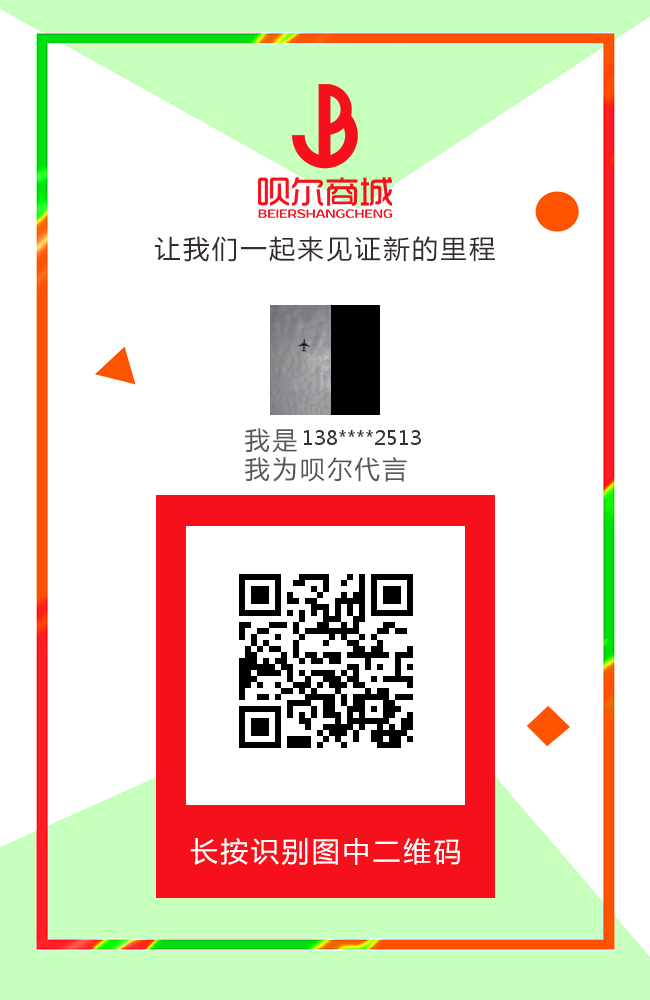 呗尔商城
BEIERSHANGCHENG
让我们一起来见证新的里程
我是 138****2513
我为呗尔代言
长按识别图中二维码